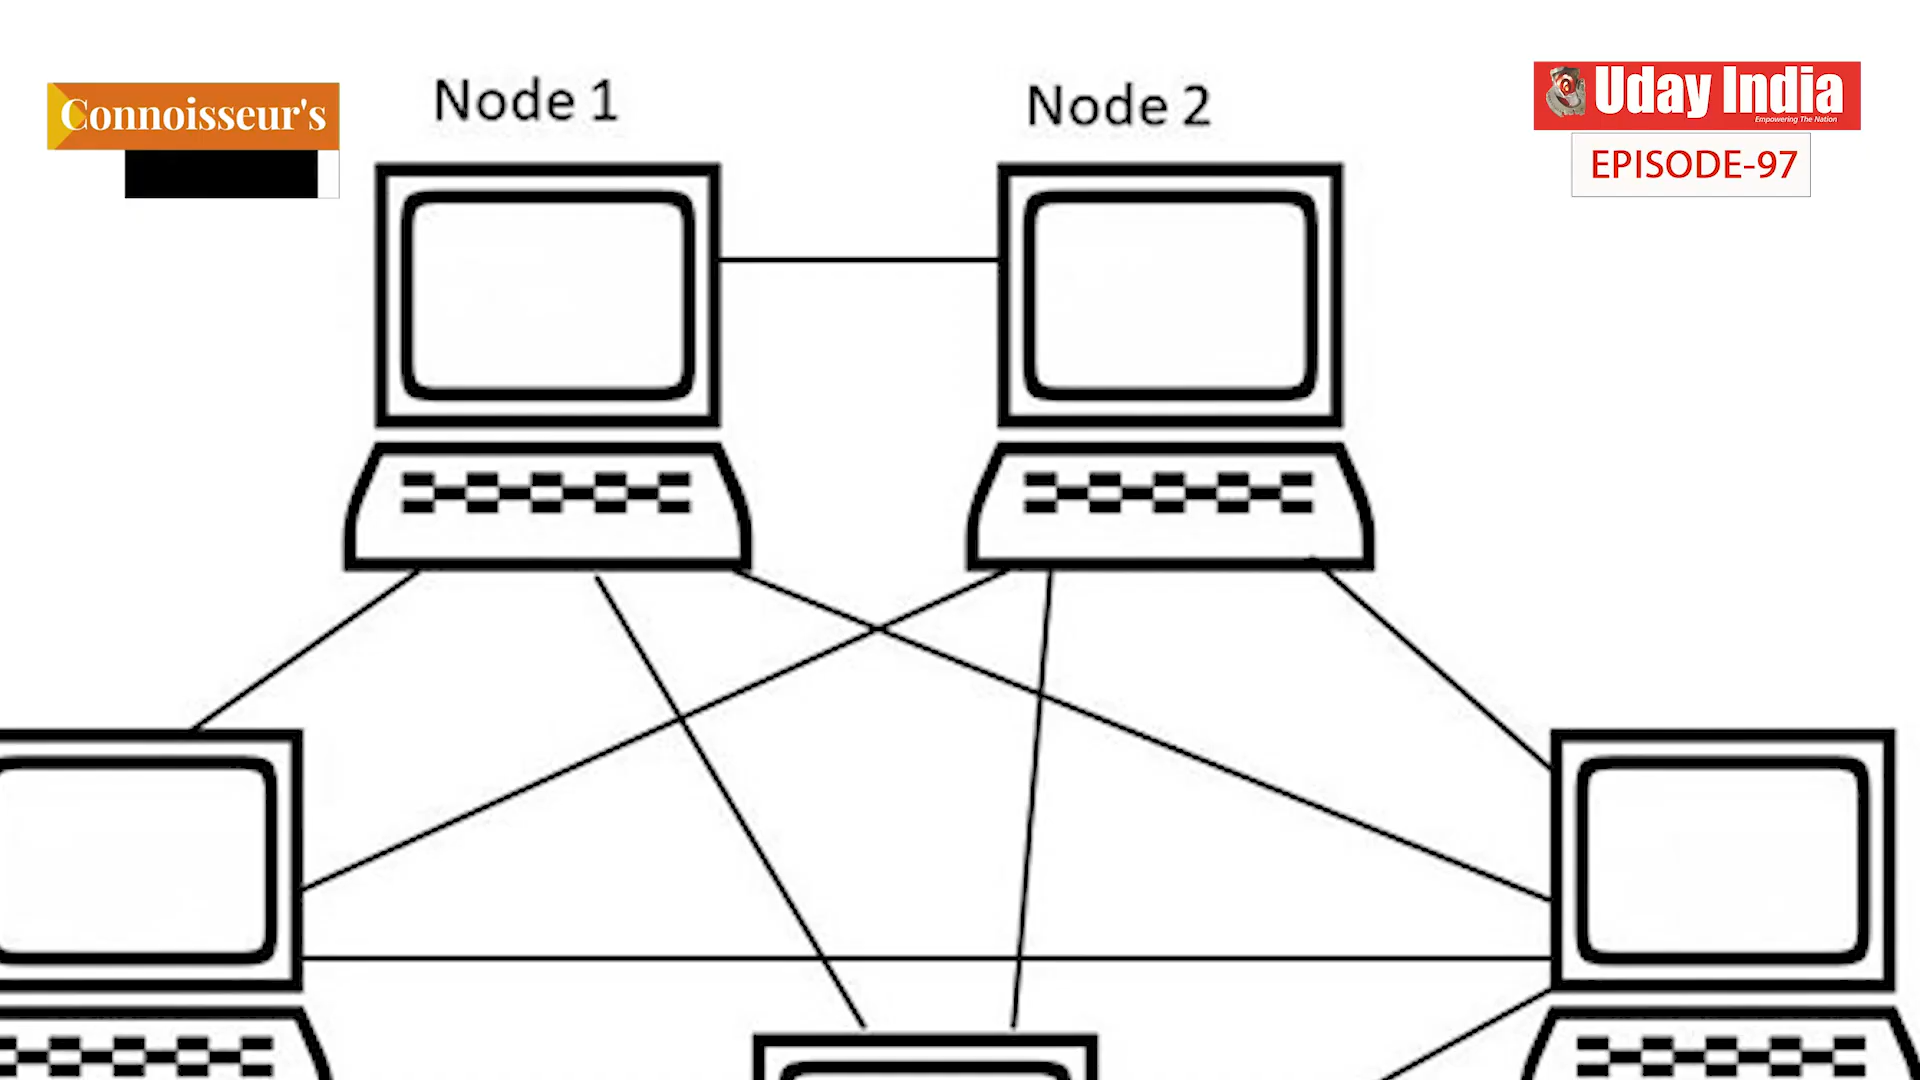 Connoisseur's
Node 1
Node 2
Uday India
Empowering The Nation
EPISODE-97